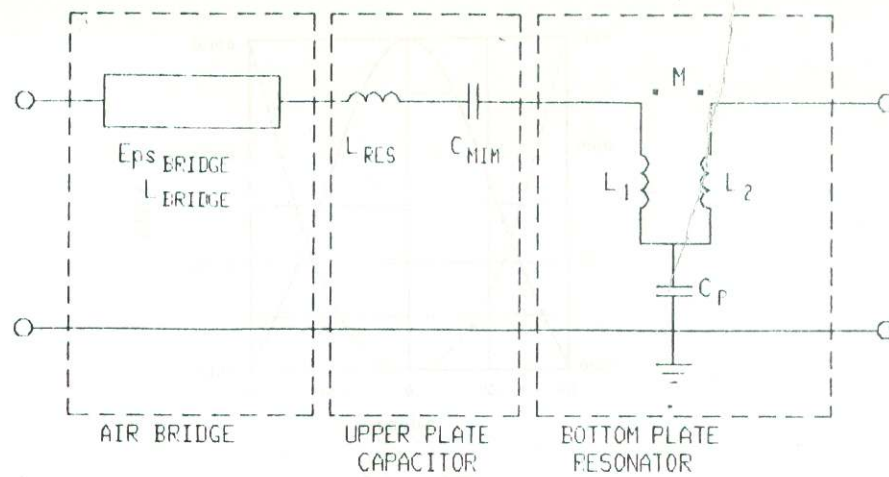 M
Eps BRIDGE
L BRIDGE
L RES
C MIM
L 1
L 2
C P
AIR BRIDGE
UPPER PLATE
CAPACITOR
BOTTOM PLATE
RESONATOR